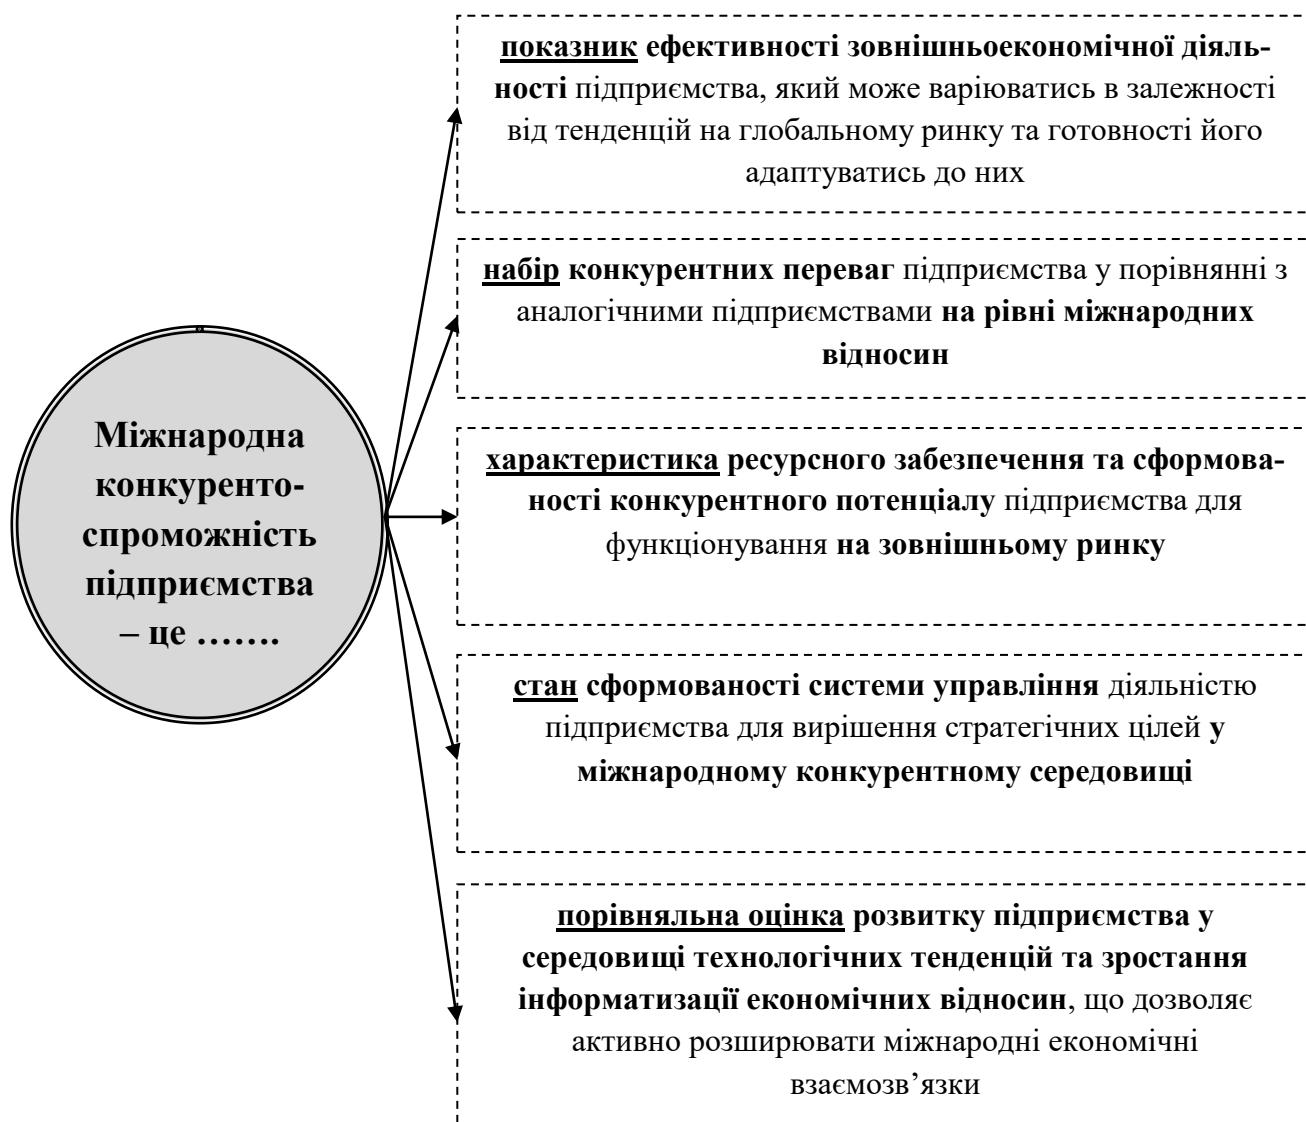 показник ефективності зовнішньоекономічної діяль-
ності підприємства, який може варіюватись в залежності
від тенденцій на глобальному ринку та готовності його
адаптуватись до них
набір конкурентних переваг підприємства у порівнянні з
аналогічними підприємствами на рівні міжнародних
відносин
Міжнародна
конкуренто-
спроможність
підприємства
– це …….
характеристика ресурсного забезпечення та сформова-
ності конкурентного потенціалу підприємства для
функціонування на зовнішньому ринку
стан сформованості системи управління діяльністю
підприємства для вирішення стратегічних цілей у
міжнародному конкурентному середовищі
порівняльна оцінка розвитку підприємства у
середовищі технологічних тенденцій та зростання
інформатизації економічних відносин, що дозволяє
активно розширювати міжнародні економічні
взаємозв’язки